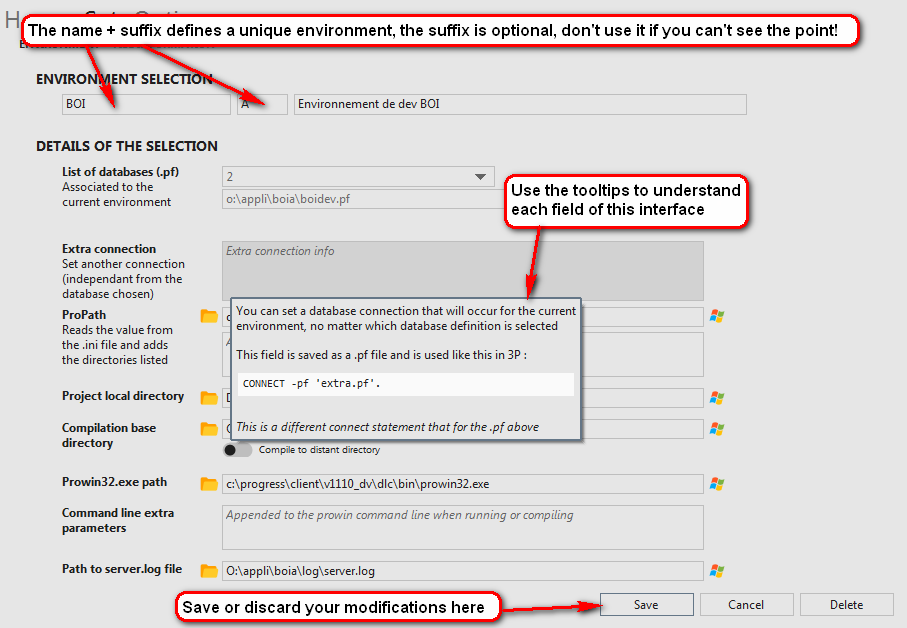 The name + suffix defines a unique environment, the suffix is optional, don't use it if you can't see the point!
ENVIRONMENT SELECTION
BOI
A
Environnement de dev BOI
DETAILS OF THE SELECTION
List of databases (.pf)
Associated to the
current environment
2
o:\appli\boia\boidev.pf
Use the tooltips to understand
each field of this interface
Extra connection
Set another connection
(independant from the
database chosen)
Extra connection info
ProPath
Reads the value from
the .ini file and adds
the directories listed
You can set a database connection that will occur for the current
environment, no matter which database definition is selected
This field is saved as a .pf file and is used like this in 3P :
CONNECT -pf 'extra.pf'.
This is a different connect statement that for the .pf above
Project local directory
Compilation base
directory
Compile to distant directory
Prowin32.exe path
c:\progress\client\v1110_dv\dlc\bin\prowin32.exe
Command line extra
parameters
Appended to the prowin command line when running or compiling
Path to server.log file
O:\appli\boia\log\server.log
Save or discard your modifications here
Save
Cancel
Delete